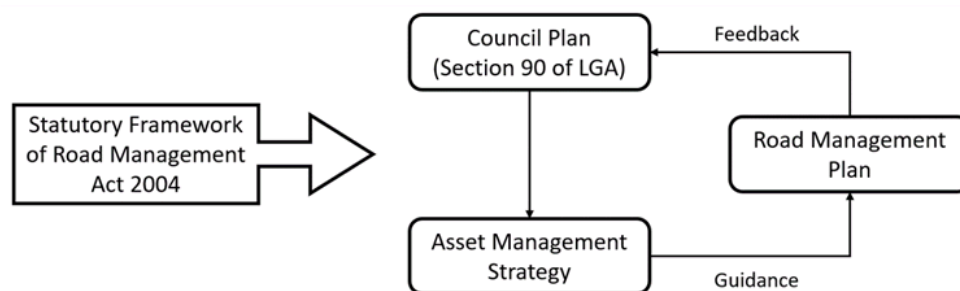 Statutory Framework
of Road Management
Act 2004
Council Plan
(Section 90 of LGA)
Feedback
Road Management
Plan
Asset Management
Strategy
Guidance